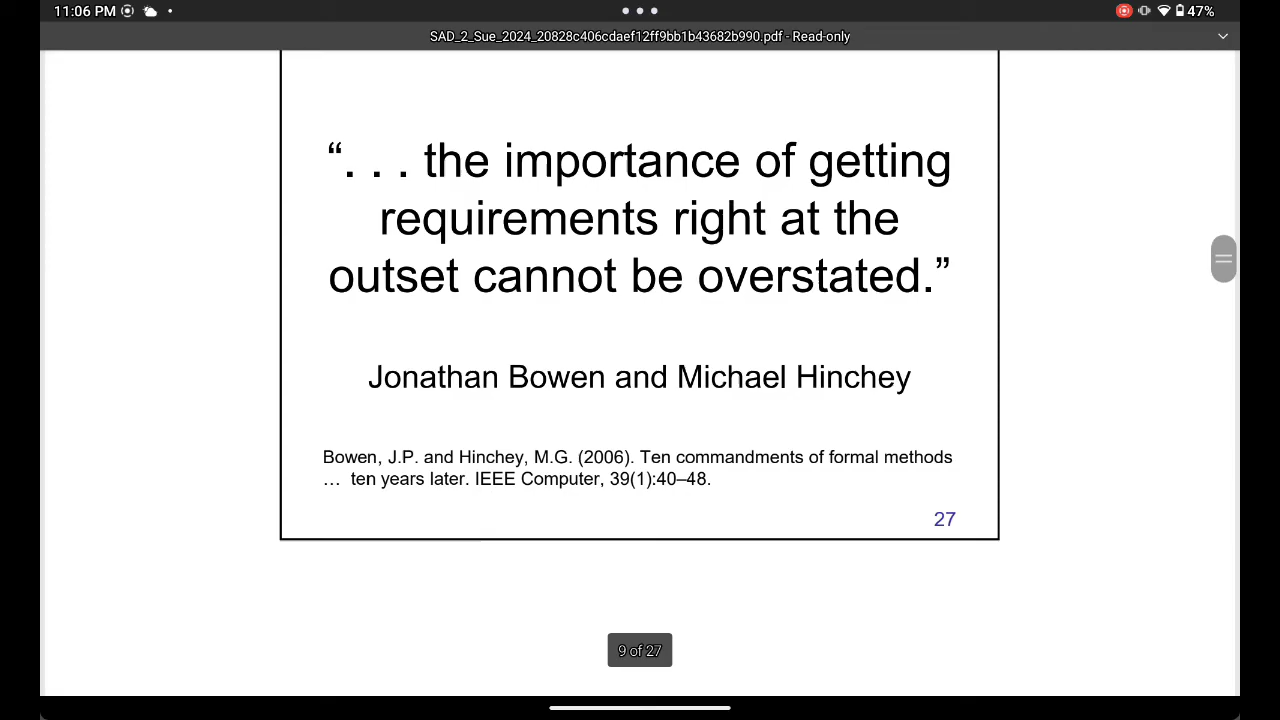 11:06 PM
47%
SAD_2_Sue_2024_20828c406cdaef12ff9bb1b43682b990.pdf - Read-only
“. . . the importance of getting
requirements right at the
outset cannot be overstated.”
Jonathan Bowen and Michael Hinchey
Bowen, J.P. and Hinchey, M.G. (2006). Ten commandments of formal methods
… ten years later. IEEE Computer, 39(1):40–48.
27
9 of 27